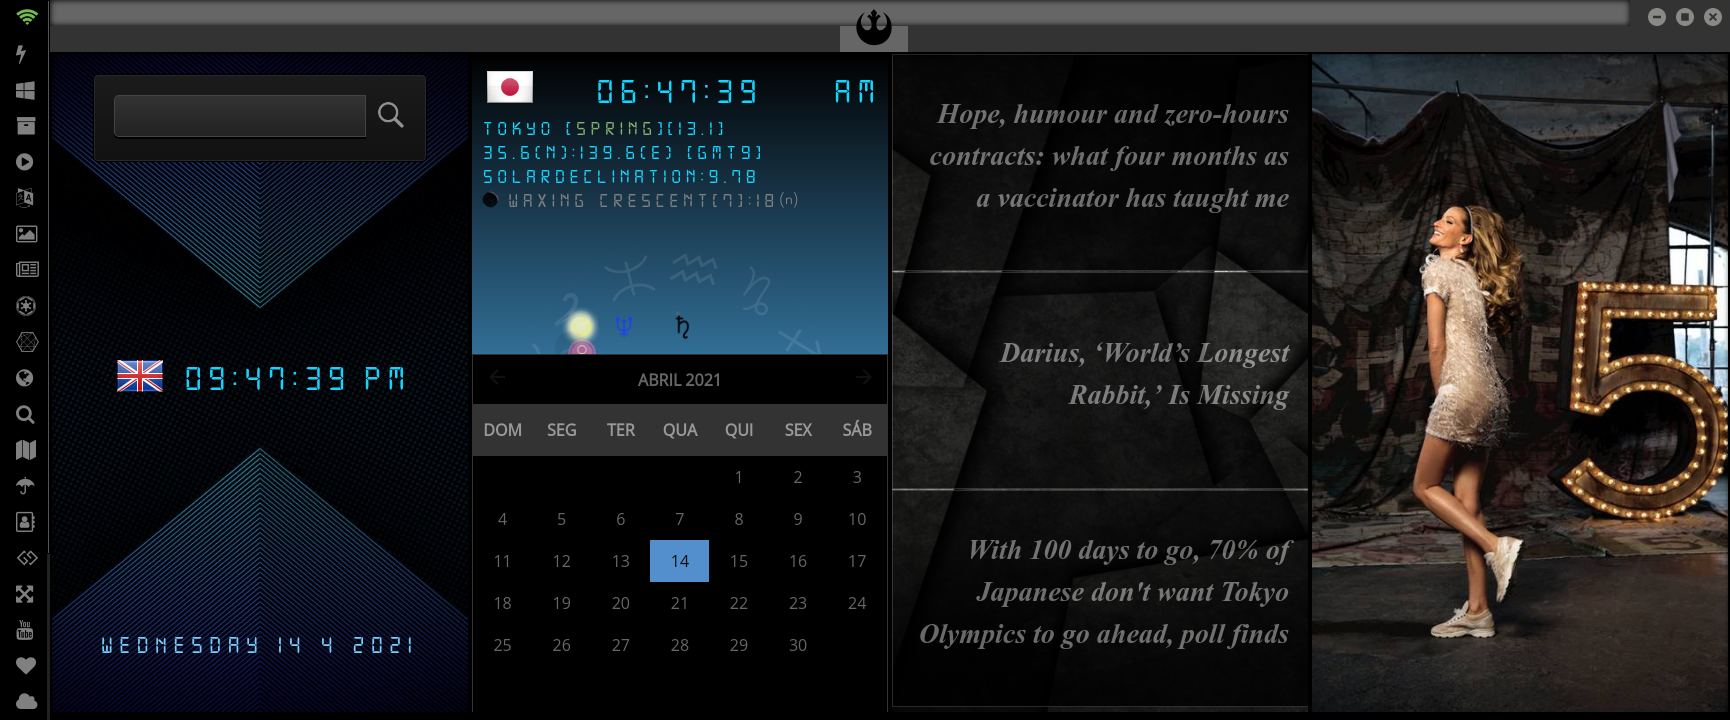 09:47:39 PM
WEDNESDAY 14 4 2021
06:47:39 AM
TOKYO [SPRING][13.1]
35.6(N):139.6(E) [GMT9]
SOLARDECLINATION:9.78
WAXING CRESCENT[7]:18(n)
ABRIL 2021
DOM SEG TER QUA QUI SEX SÁB
1 2 3
4 5 6 7 8 9 10
11 12 13 14 15 16 17
18 19 20 21 22 23 24
25 26 27 28 29 30
Hope, humour and zero-hours
contracts: what four months as
a vaccinator has taught me
Darius, ‘World’s Longest
Rabbit,’ Is Missing
With 100 days to go, 70% of
Japanese don't want Tokyo
Olympics to go ahead, poll finds
5
You
Tube